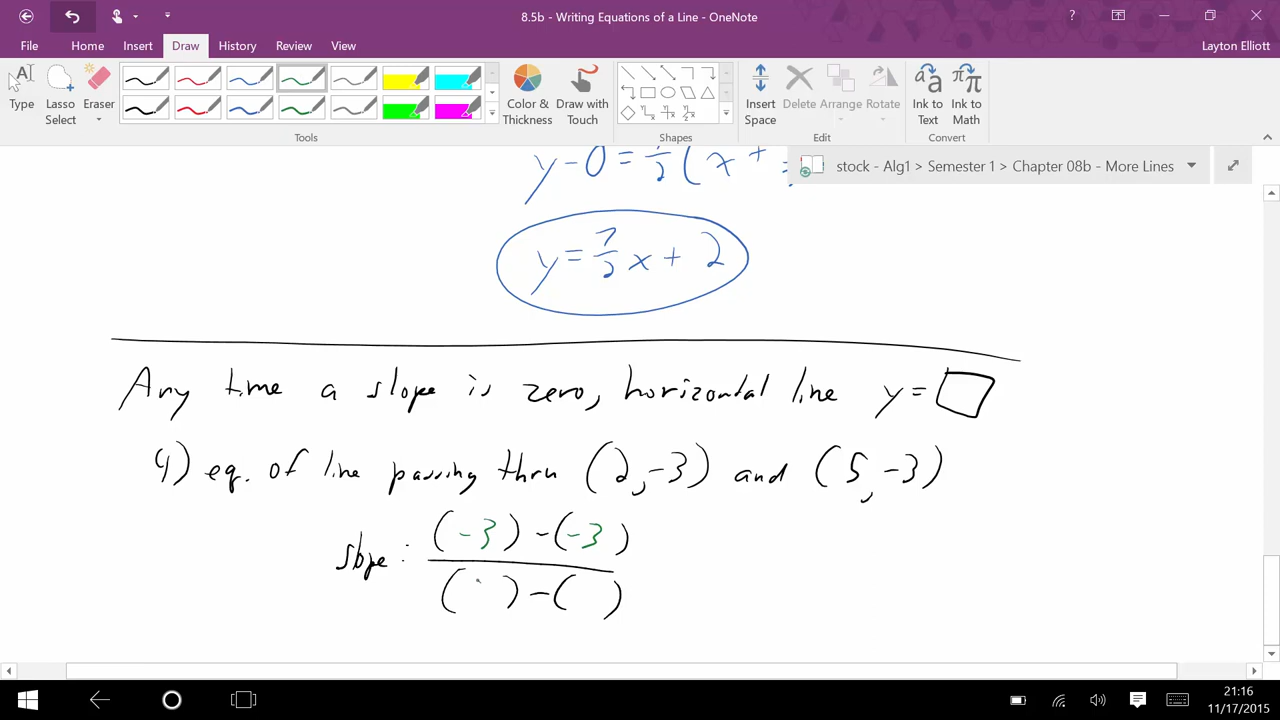 8.5b - Writing Equations of a Line - OneNote
?
File Home Insert Draw History Review View
Layton Elliott
Type Lasso Select Eraser
Color & Thickness Draw with Touch
Insert Space Delete Arrange Rotate
Ink to Text Ink to Math
Tools Shapes Edit Convert
stock - Alg1 > Semester 1 > Chapter 08b - More Lines
y = 7/2 x + 2
Any time a slope is zero, horizontal line y = □
4) eq. of line passing thru (2, -3) and (5, -3)
slope: (-3) - (-3)
( ) - ( )
21:16
11/17/2015